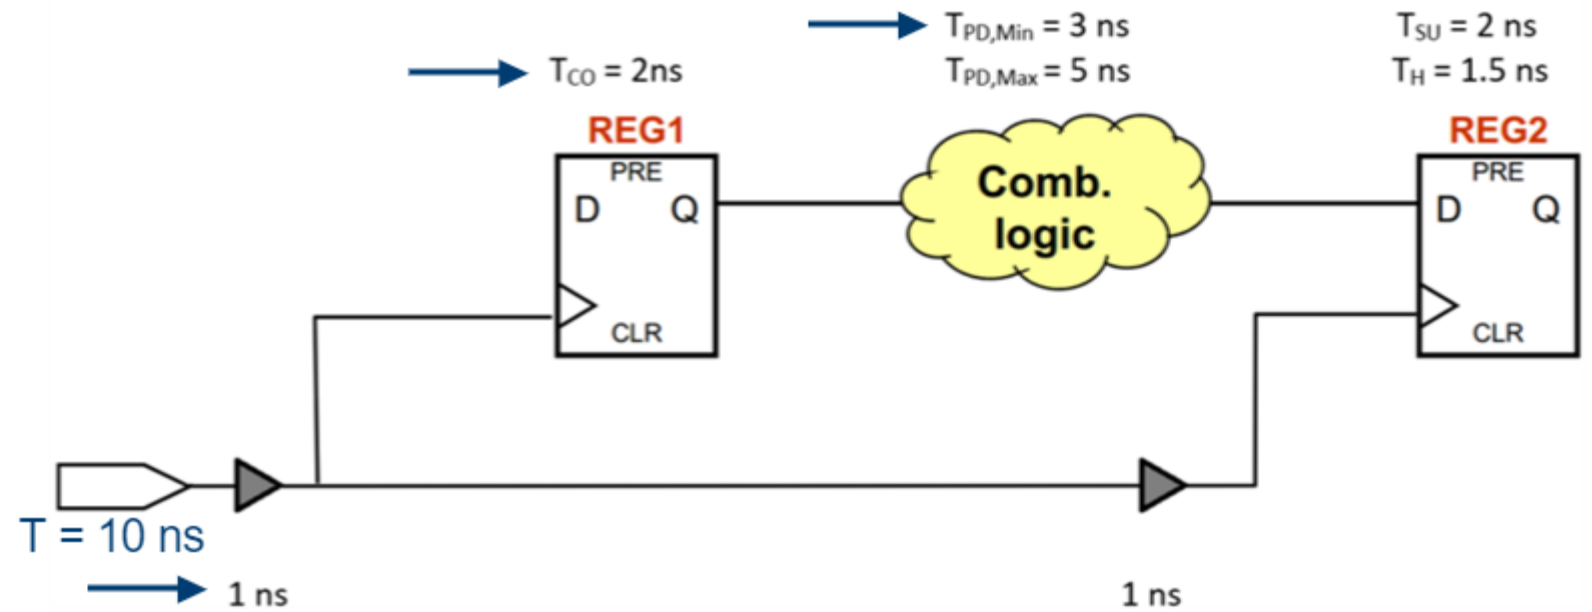 T_PD,Min = 3 ns
T_SU = 2 ns
T_CO = 2ns
T_PD,Max = 5 ns
T_H = 1.5 ns
REG1
REG2
PRE
PRE
D Q
Comb.
logic
D Q
CLR
CLR
T = 10 ns
1 ns
1 ns